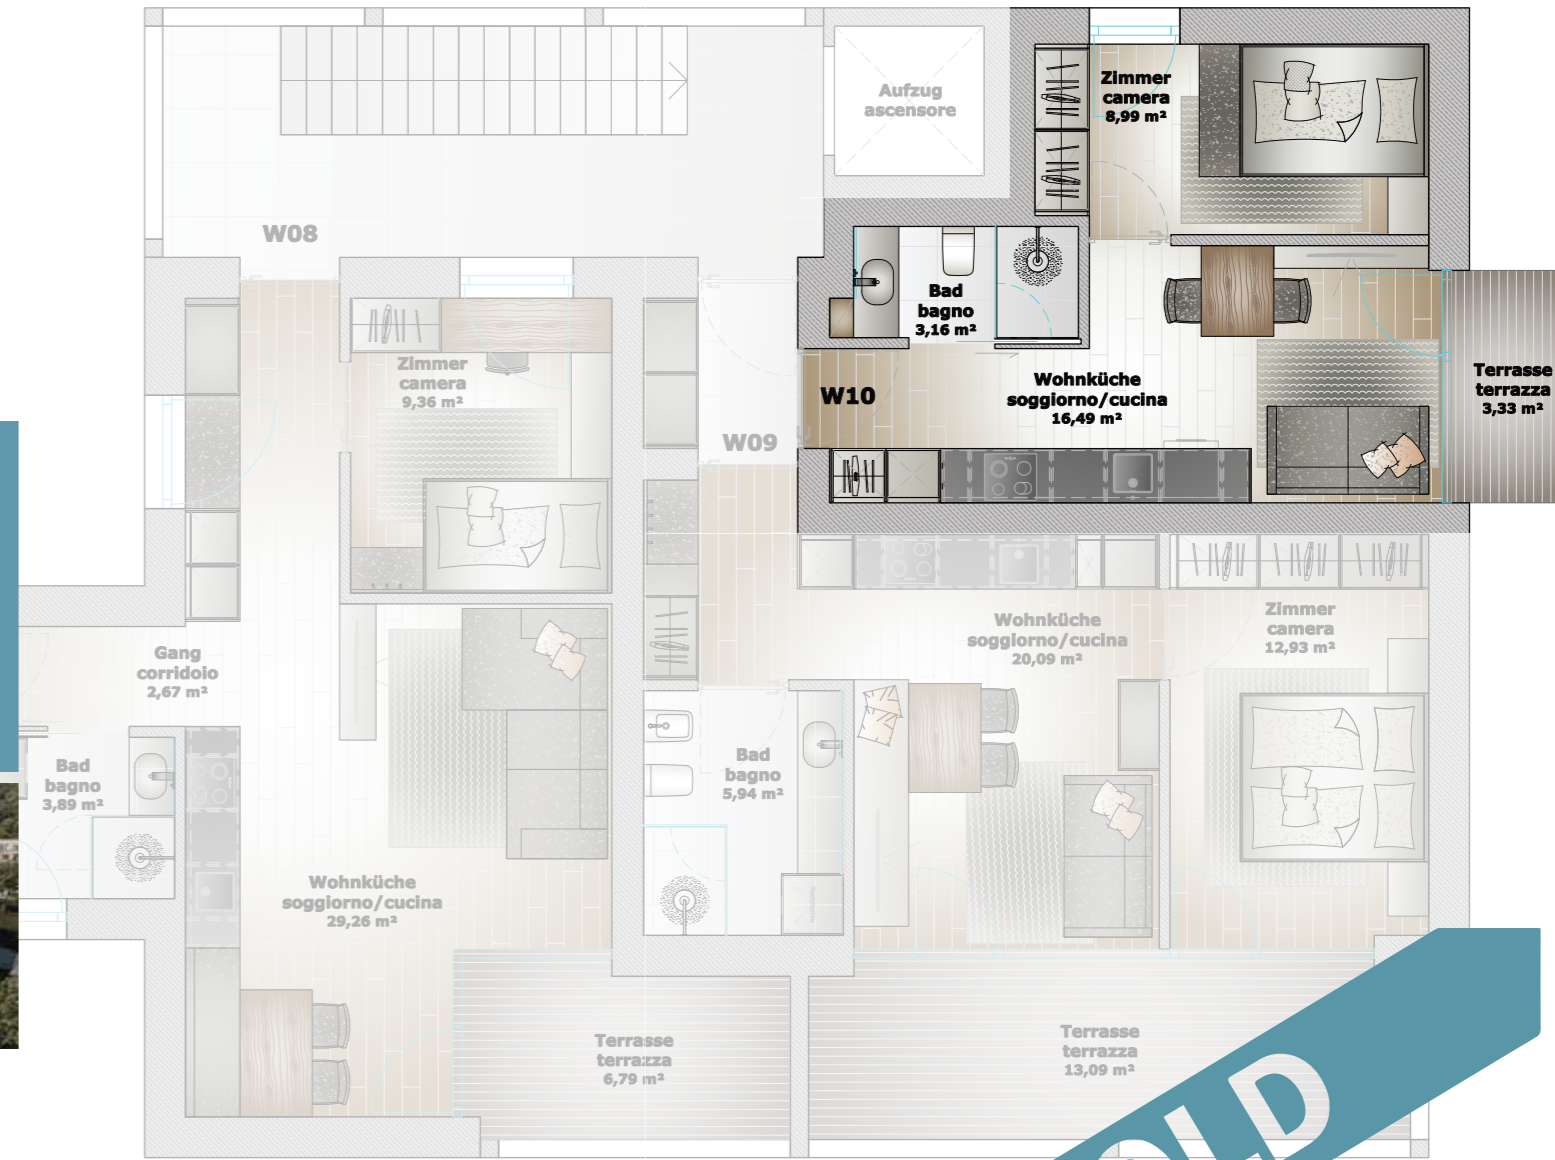 Aufzug
ascensore
Zimmer
camera
8,99 m²
W08
Bad
bagno
3,16 m²
Zimmer
camera
9,36 m²
W10
Wohnküche
soggiorno/cucina
16,49 m²
Terrasse
terrazza
3,33 m²
W09
Gang
corridoio
2,67 m²
Wohnküche
soggiorno/cucina
20,09 m²
Zimmer
camera
12,93 m²
Bad
bagno
3,89 m²
Bad
bagno
5,94 m²
Wohnküche
soggiorno/cucina
29,26 m²
Terrasse
terrazza
6,79 m²
Terrasse
terrazza
13,09 m²
OLD